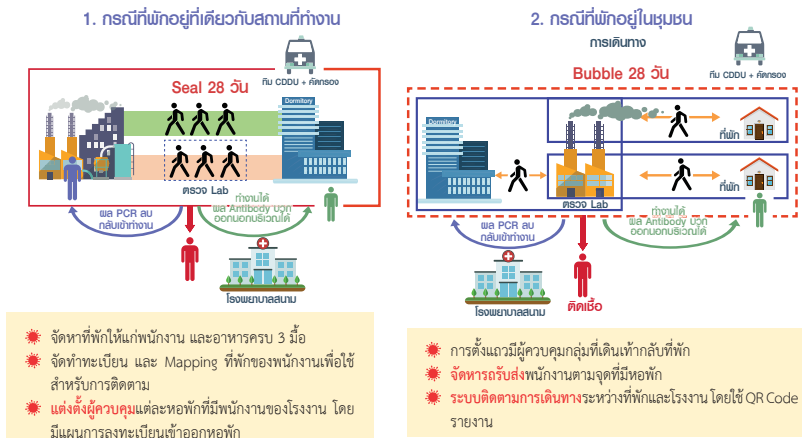 1. กรณีที่พักอยู่ที่เดียวกับสถานที่ทำงาน
ทีม CDDU + คัดกรอง
Seal 28 วัน
Dormitory
ตรวจ Lab
ผล PCR ลบ
กลับเข้าทำงาน
ทำงานได้
ผล Antibody บวก
ออกนอกบริเวณได้
โรงพยาบาลสนาม
จัดหาที่พักให้แก่พนักงาน และอาหารครบ 3 มื้อ
จัดทำทะเบียน และ Mapping ที่พักของพนักงานเพื่อใช้
สำหรับการติดตาม
แต่งตั้งผู้ควบคุมแต่ละหอพักที่มีพนักงานของโรงงาน โดย
มีแผนการลงทะเบียนเข้าออกหอพัก
2. กรณีที่พักอยู่ในชุมชน
การเดินทาง
ทีม CDDU + คัดกรอง
Bubble 28 วัน
Dormitory
ที่พัก
ที่พัก
ตรวจ Lab
ผล PCR ลบ
กลับเข้าทำงาน
ทำงานได้
ผล Antibody บวก
ออกนอกบริเวณได้
โรงพยาบาลสนาม
ติดเชื้อ
การตั้งแถวมีผู้ควบคุมกลุ่มที่เดินเท้ากลับที่พัก
จัดหารถรับส่งพนักงานตามจุดที่มีหอพัก
ระบบติดตามการเดินทางระหว่างที่พักและโรงงาน โดยใช้ QR Code
รายงาน